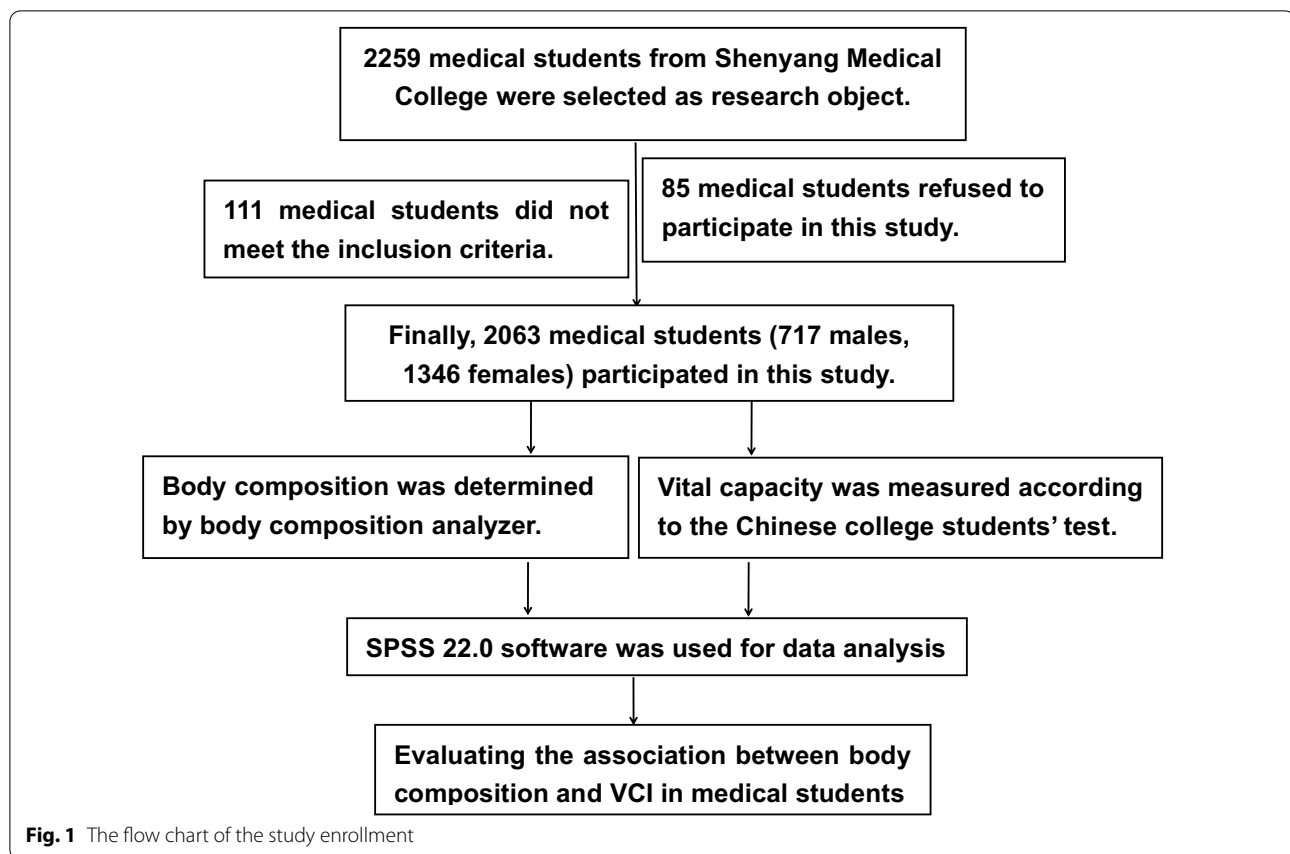 2259 medical students from Shenyang Medical
College were selected as research object.
111 medical students did not
meet the inclusion criteria.
85 medical students refused to
participate in this study.
Finally, 2063 medical students (717 males,
1346 females) participated in this study.
Body composition was determined
by body composition analyzer.
Vital capacity was measured according
to the Chinese college students’ test.
SPSS 22.0 software was used for data analysis
Evaluating the association between body
composition and VCI in medical students
Fig. 1 The flow chart of the study enrollment